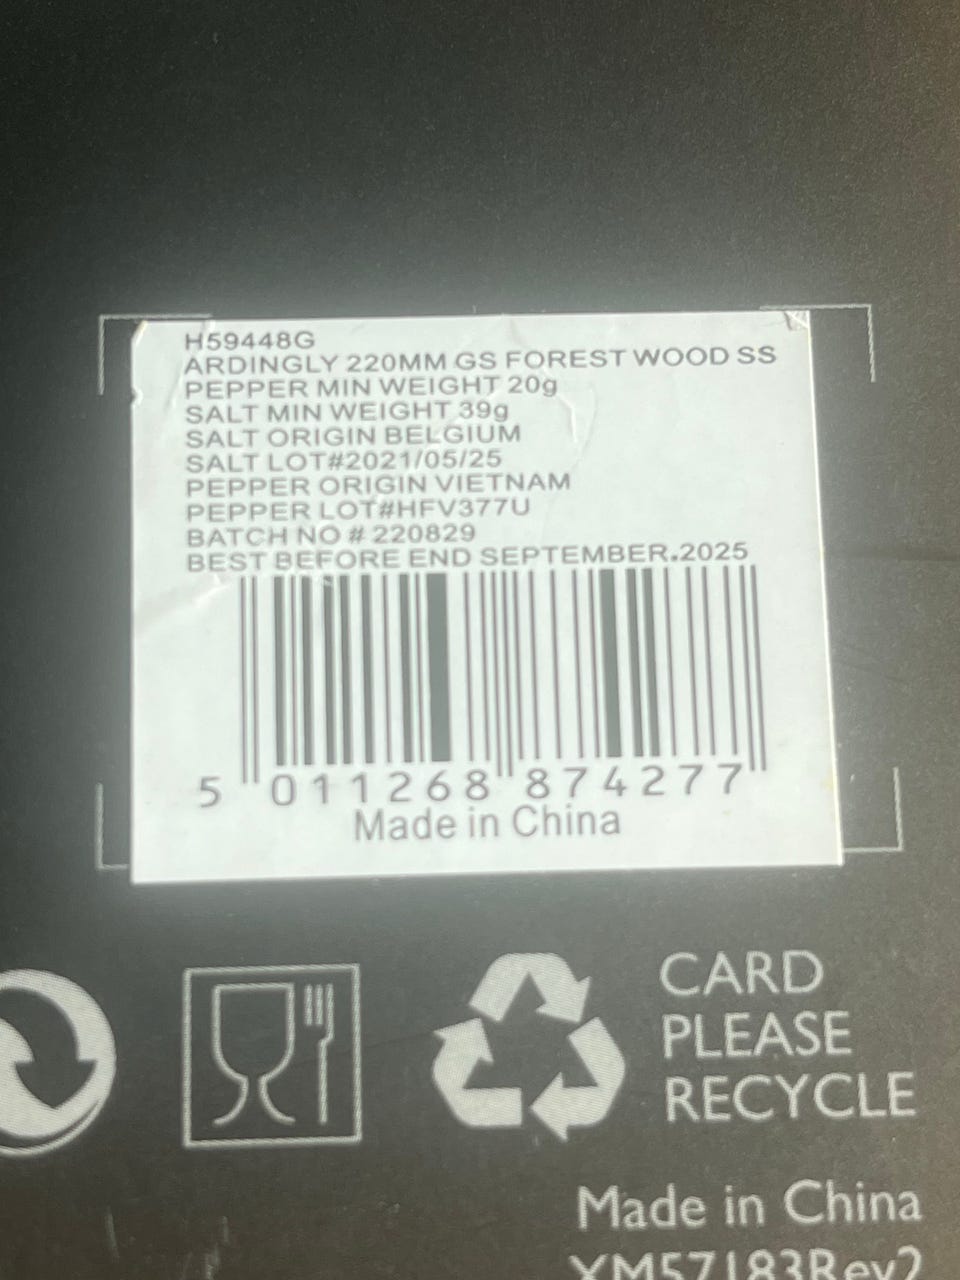 H59448G
ARDINGLY 220MM GS FOREST WOOD SS
PEPPER MIN WEIGHT 20g
SALT MIN WEIGHT 39g
SALT ORIGIN BELGIUM
SALT LOT#2021/05/25
PEPPER ORIGIN VIETNAM
PEPPER LOT#HFV377U
BATCH NO # 220829
BEST BEFORE END SEPTEMBER.2025
5 011268 874277
Made in China
CARD
PLEASE
RECYCLE
Made in China
XM57183Rev2